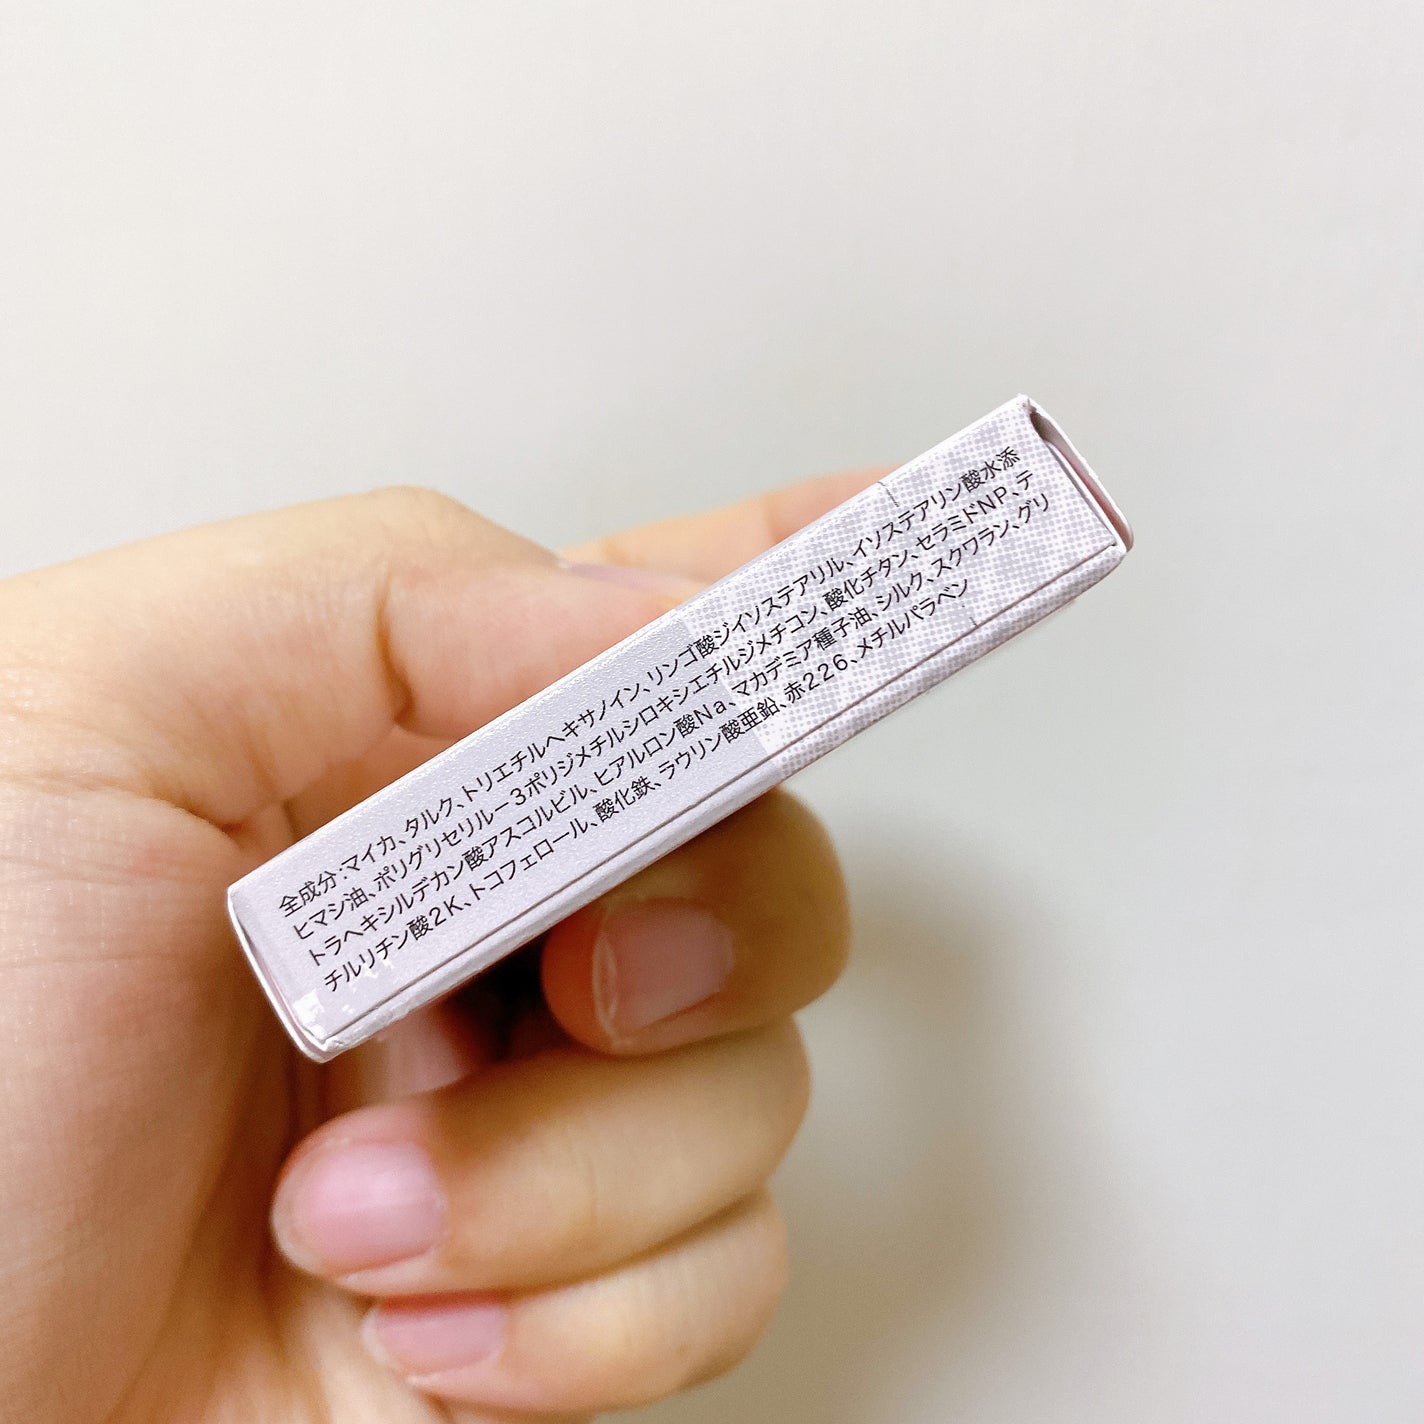 全成分:マイカ、タルク、トリエチルヘキサノイン、リンゴ酸ジイソステアリル、イソステアリン酸水添
ヒマシ油、ポリグリセリル-3ポリジメチルシロキシエチルジメチコン、酸化チタン、セラミドNP、テ
トラヘキシルデカン酸アスコルビル、ヒアルロン酸Na、マカデミア種子油、シルク、スクワラン、グリ
チルリチン酸2K、トコフェロール、酸化鉄、ラウリン酸亜鉛、赤226、メチルパラベン